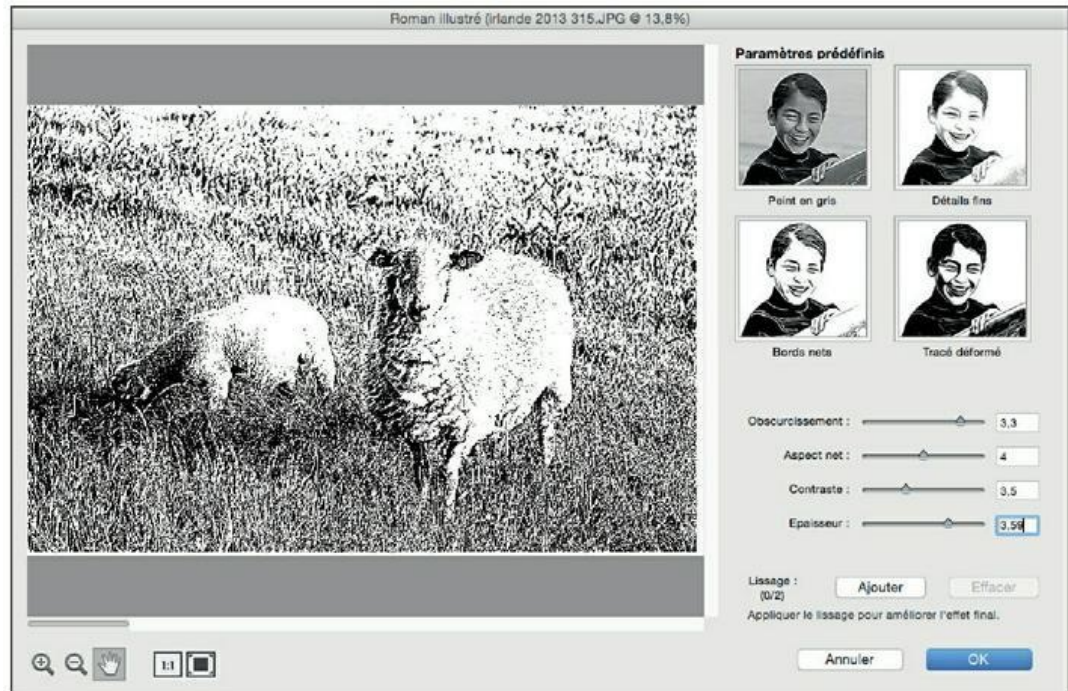 Roman illustré (irlande 2013 315.JPG @ 13,8%)
Paramètres prédéfinis
Peint en gris
Détails fins
Bords nets
Tracé déformé
Obscurcissement : 3,3
Aspect net : 4
Contraste : 3,5
Epaisseur : 3,59
Lissage :
(0/2)
Ajouter
Effacer
Appliquer le lissage pour améliorer l'effet final.
1:1
Annuler
OK